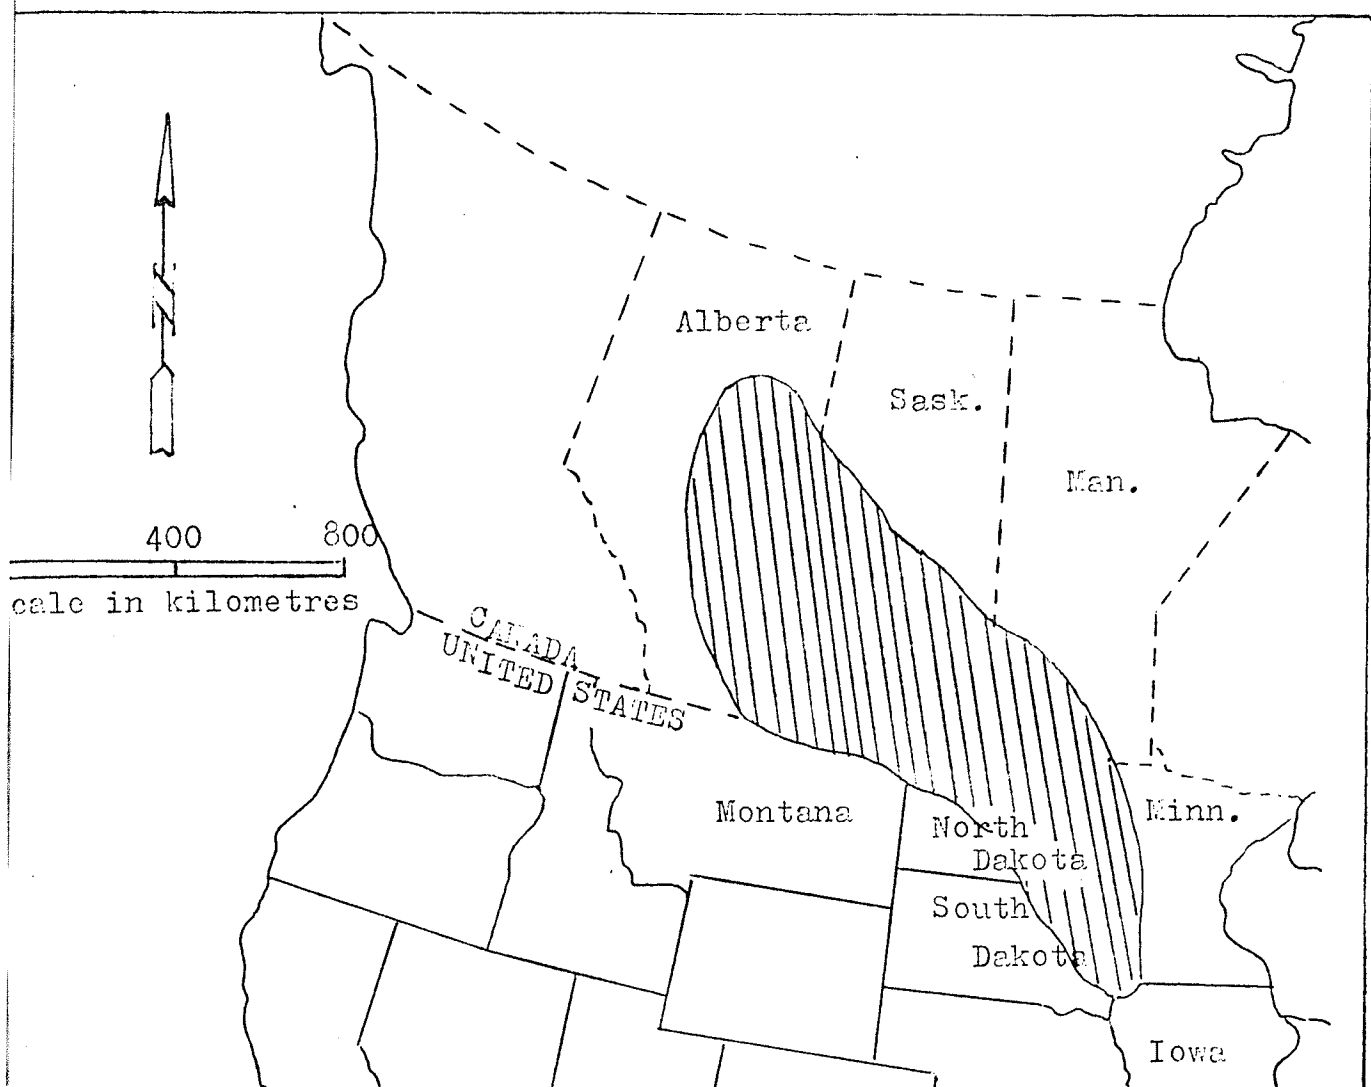 Alberta
Sask.
Man.
400 800
cale in kilometres
CANADA
UNITED STATES
Montana
North
Dakota
Minn.
South
Dakota
Iowa